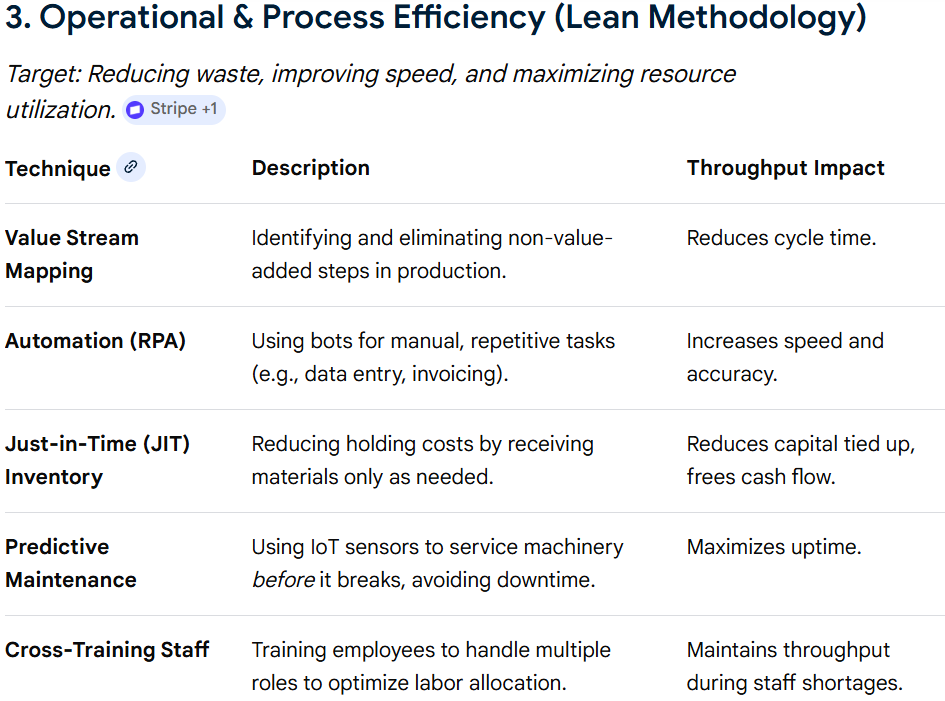 3. Operational & Process Efficiency (Lean Methodology)
Target: Reducing waste, improving speed, and maximizing resource
utilization. Stripe +1
Technique Description Throughput Impact
Value Stream Identifying and eliminating non-value- Reduces cycle time.
Mapping added steps in production.
Automation (RPA) Using bots for manual, repetitive tasks Increases speed and
(e.g., data entry, invoicing). accuracy.
Just-in-Time (JIT) Reducing holding costs by receiving Reduces capital tied up,
Inventory materials only as needed. frees cash flow.
Predictive Using IoT sensors to service machinery Maximizes uptime.
Maintenance before it breaks, avoiding downtime.
Cross-Training Staff Training employees to handle multiple Maintains throughput
roles to optimize labor allocation. during staff shortages.